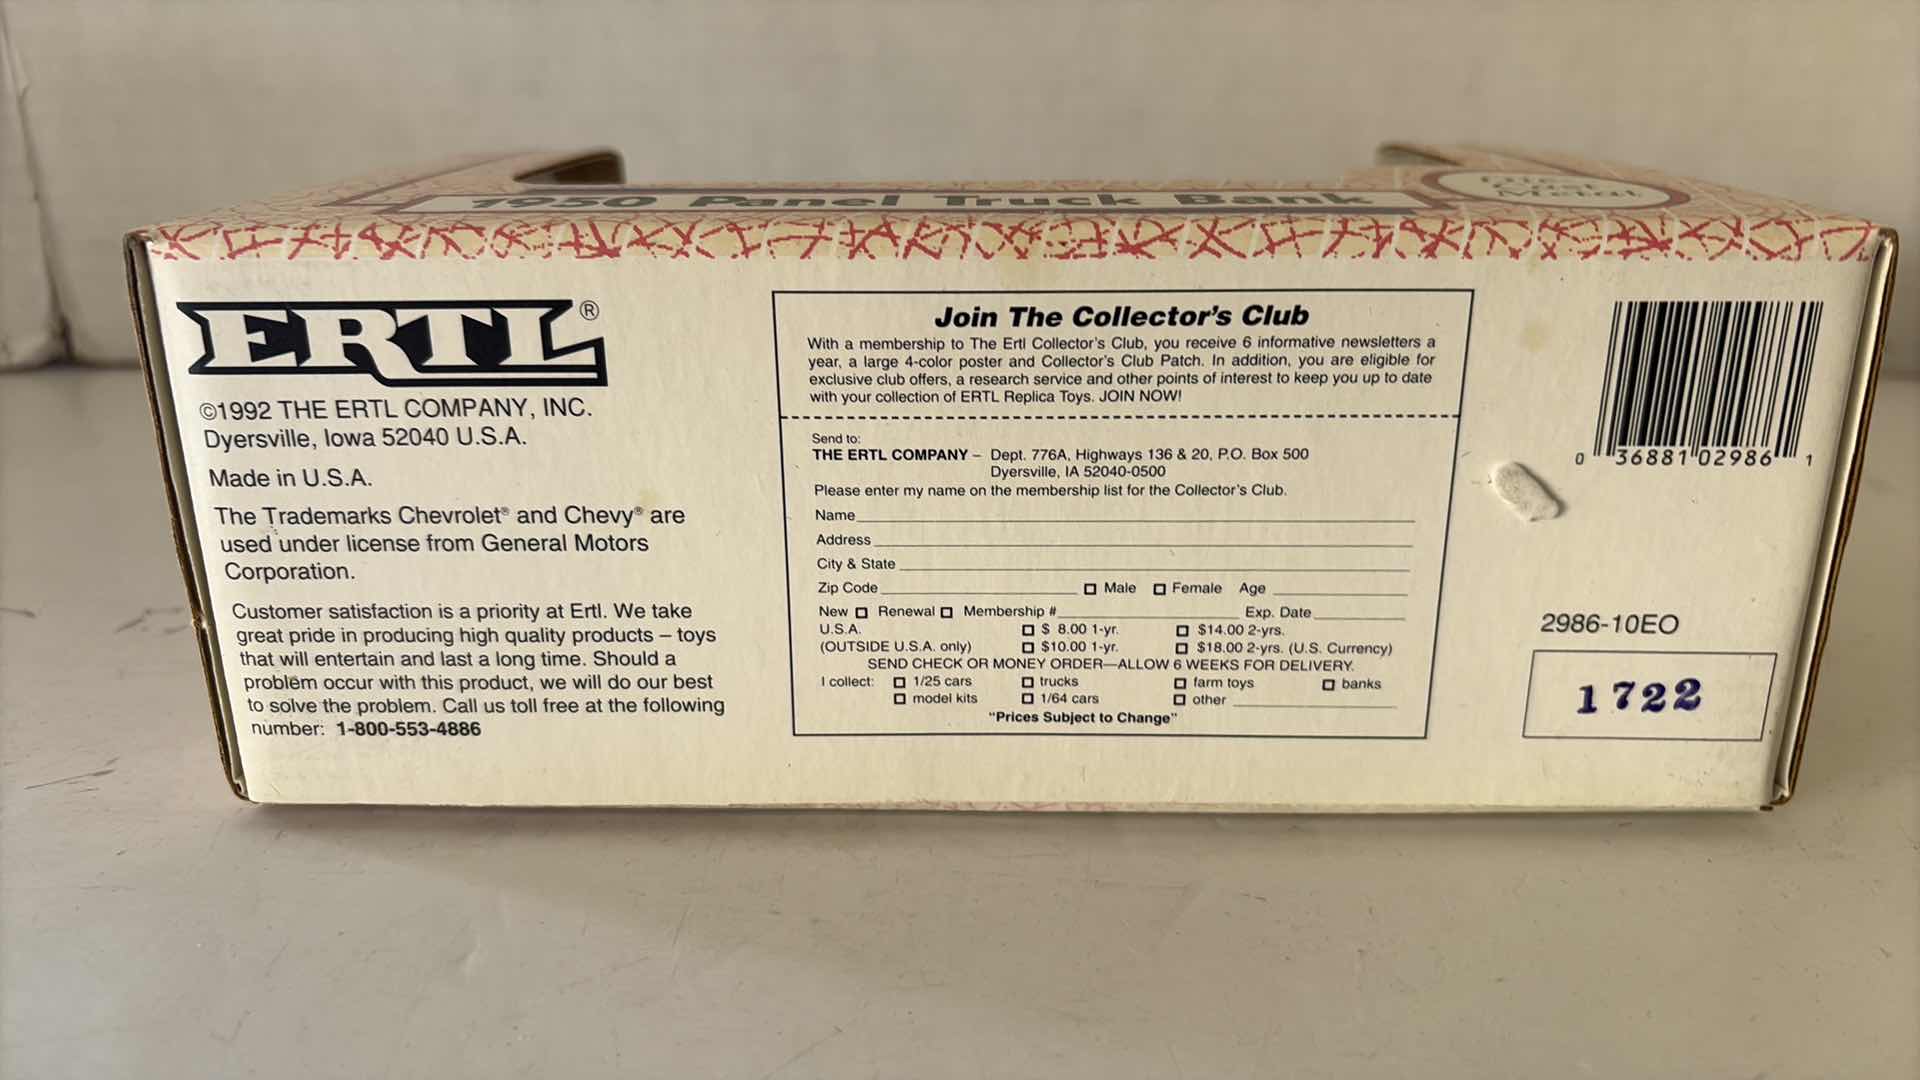 1950 Panel Truck Bank
Die
Cast
Metal
ERTL®
©1992 THE ERTL COMPANY, INC.
Dyersville, Iowa 52040 U.S.A.
Made in U.S.A.
The Trademarks Chevrolet® and Chevy® are
used under license from General Motors
Corporation.
Customer satisfaction is a priority at Ertl. We take
great pride in producing high quality products – toys
that will entertain and last a long time. Should a
problem occur with this product, we will do our best
to solve the problem. Call us toll free at the following
number: 1-800-553-4886
Join The Collector's Club
With a membership to The Ertl Collector's Club, you receive 6 informative newsletters a
year, a large 4-color poster and Collector's Club Patch. In addition, you are eligible for
exclusive club offers, a research service and other points of interest to keep you up to date
with your collection of ERTL Replica Toys. JOIN NOW!
Send to:
THE ERTL COMPANY – Dept. 776A, Highways 136 & 20, P.O. Box 500
Dyersville, IA 52040-0500
Please enter my name on the membership list for the Collector's Club.
Name
Address
City & State
Zip Code Male Female Age
New Renewal Membership # Exp. Date
U.S.A. $ 8.00 1-yr. $14.00 2-yrs.
(OUTSIDE U.S.A. only) $10.00 1-yr. $18.00 2-yrs. (U.S. Currency)
SEND CHECK OR MONEY ORDER—ALLOW 6 WEEKS FOR DELIVERY.
I collect: 1/25 cars trucks farm toys banks
model kits 1/64 cars other
"Prices Subject to Change"
0 36881 02986 1
2986-10EO
1722